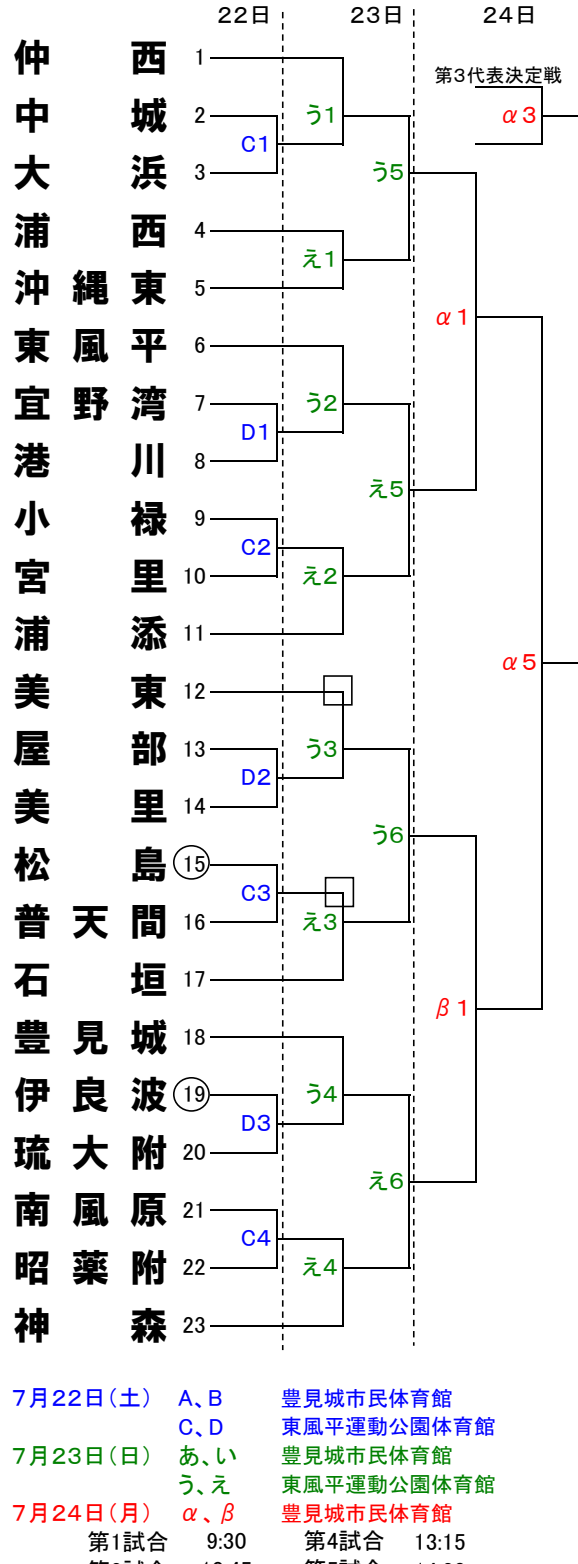 22日 23日 24日
仲西 1
第3代表決定戦
中城 2
う1
α3
C1
大浜 3
う5
浦西 4
え1
沖縄東 5
α1
東風平 6
宜野湾 7
う2
D1
港川 8
え5
小禄 9
C2
宮里 10
え2
浦添 11
α5
美東 12
屋部 13
う3
D2
美里 14
う6
松島 15
C3
普天間 16
え3
石垣 17
β1
豊見城 18
伊良波 19
う4
D3
琉大附 20
え6
南風原 21
C4
昭薬附 22
え4
神森 23
7月22日(土) A、B 豊見城市民体育館
C、D 東風平運動公園体育館
7月23日(日) あ、い 豊見城市民体育館
う、え 東風平運動公園体育館
7月24日(月) α、β 豊見城市民体育館
第1試合 9:30 第4試合 13:15